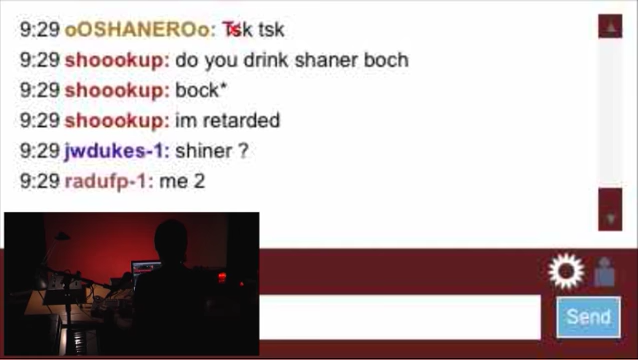 9:29 oOSHANEROo: Tsk tsk
9:29 shoookup: do you drink shaner boch
9:29 shoookup: bock*
9:29 shoookup: im retarded
9:29 jwdukes-1: shiner ?
9:29 radufp-1: me 2
Send